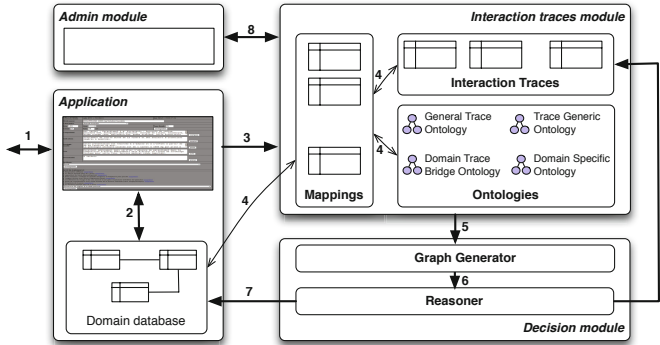 Admin module
8
Interaction traces module
4
Interaction Traces
General Trace
Ontology
Trace Generic
Ontology
Domain Trace
Bridge Ontology
Domain Specific
Ontology
4
Mappings
Ontologies
Application
1
3
2
4
Domain database
5
Graph Generator
6
7
Reasoner
Decision module